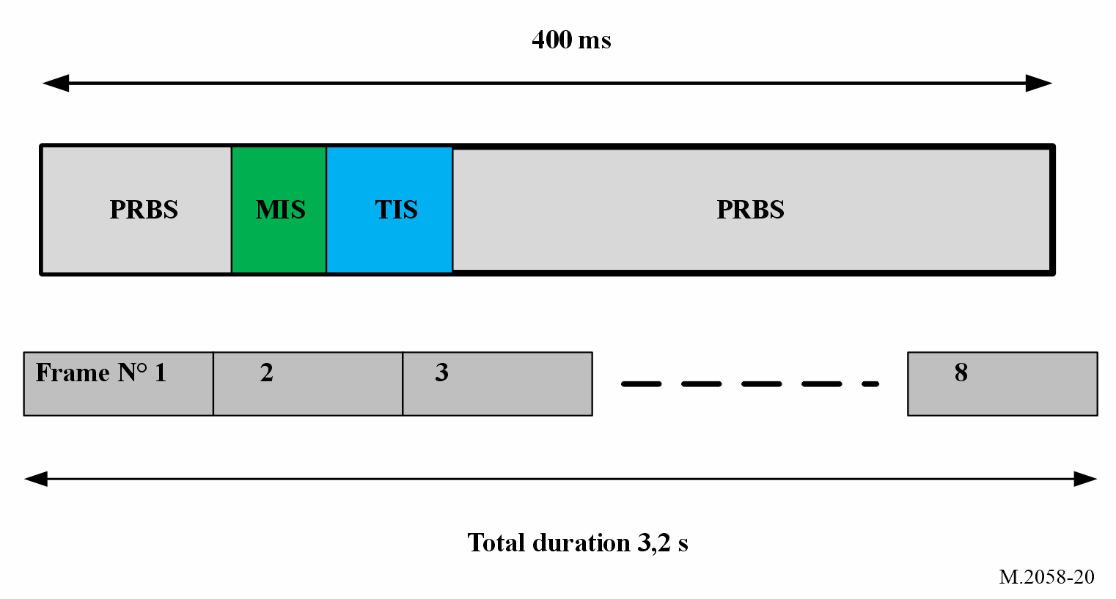 400 ms
PRBS MIS TIS PRBS
Frame N° 1 2 3 8
Total duration 3,2 s
M.2058-20